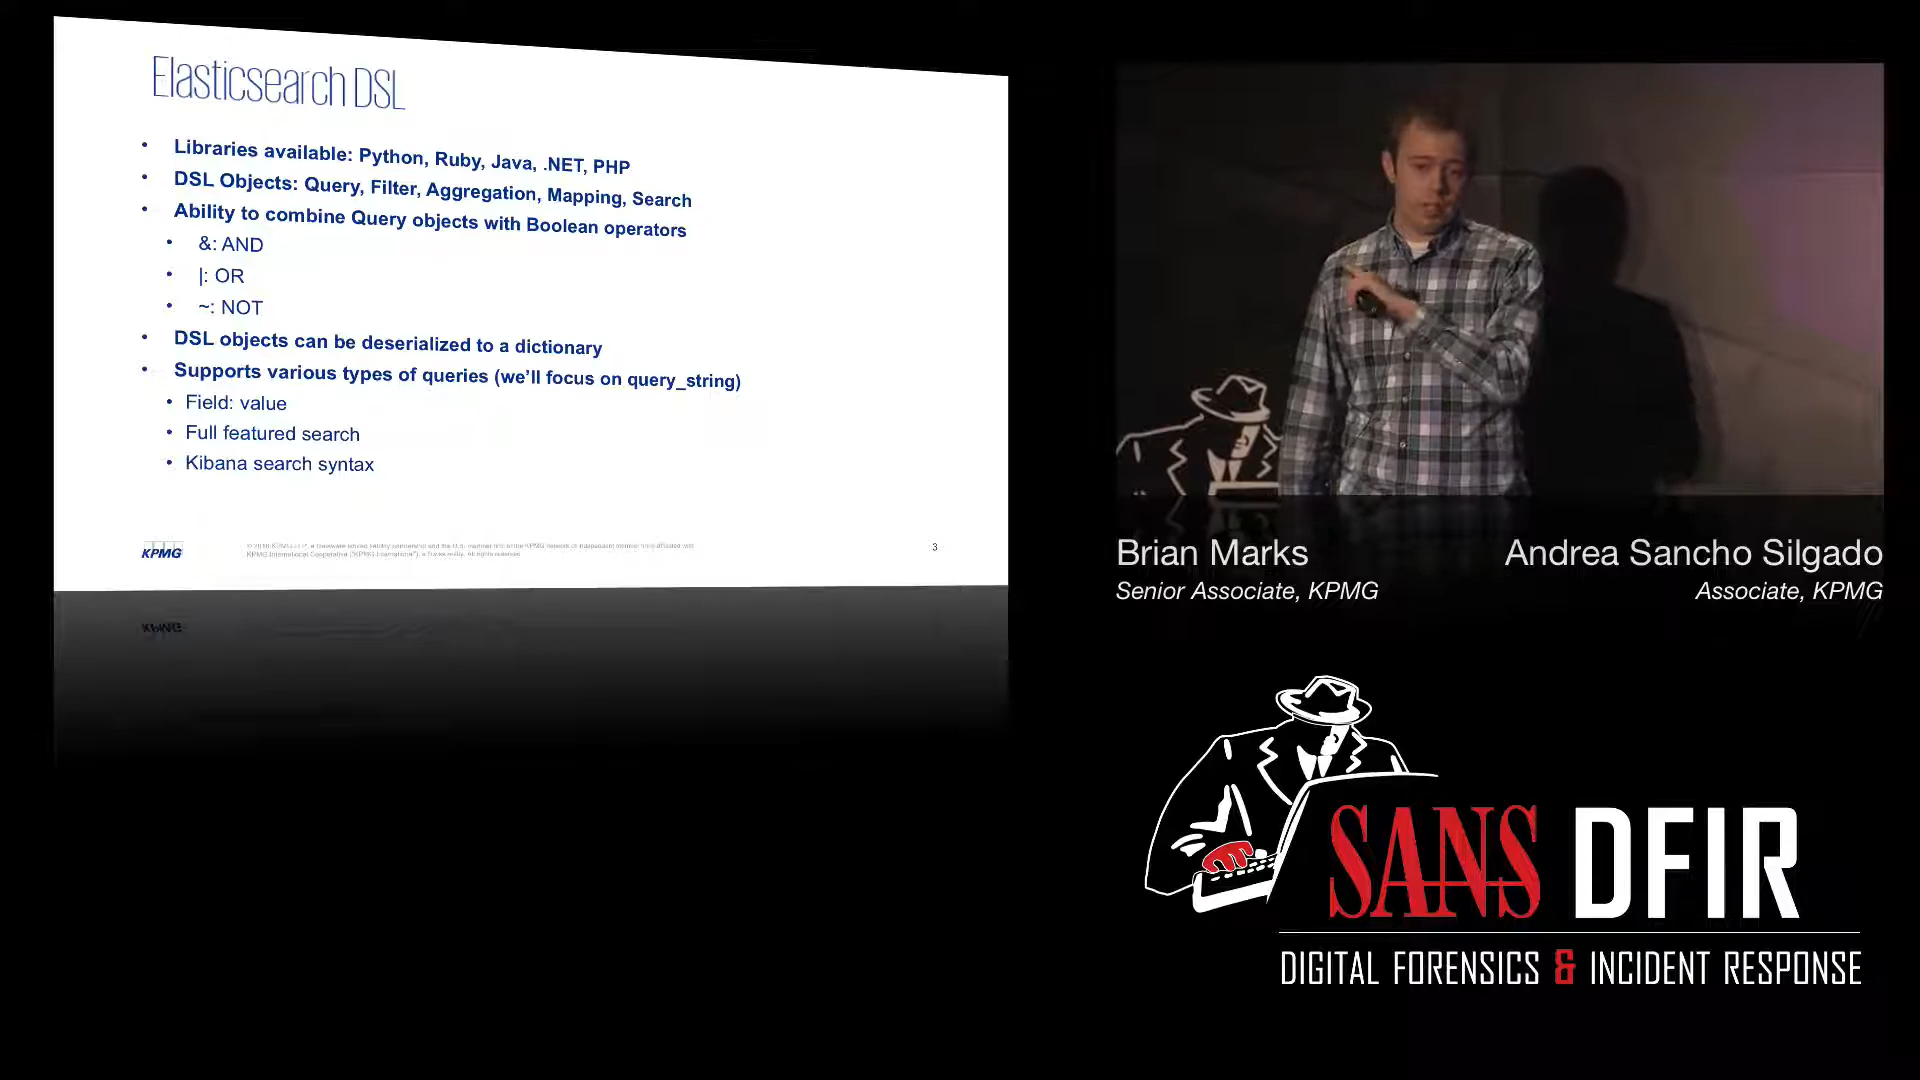 Elasticsearch DSL
• Libraries available: Python, Ruby, Java, .NET, PHP
• DSL Objects: Query, Filter, Aggregation, Mapping, Search
• Ability to combine Query objects with Boolean operators
• &: AND
• |: OR
• ~: NOT
• DSL objects can be deserialized to a dictionary
• Supports various types of queries (we'll focus on query_string)
• Field: value
• Full featured search
• Kibana search syntax
KPMG
3
Brian Marks
Senior Associate, KPMG
Andrea Sancho Silgado
Associate, KPMG
SANS DFIR
DIGITAL FORENSICS & INCIDENT RESPONSE